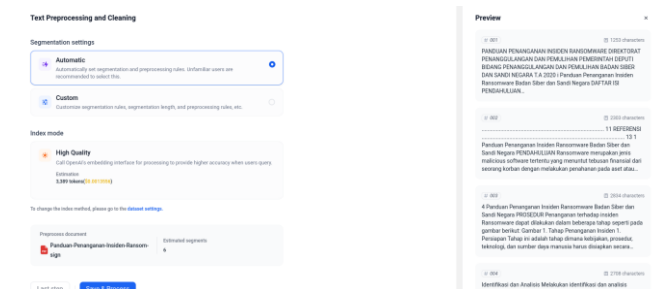 Text Preprocessing and Cleaning
Segmentation settings
Automatic
Automatically set segmentation and preprocessing rules. Unfamiliar users are
recommended to select this.
Custom
Customize segmentation rules, segmentation length, and preprocessing rules, etc.
Index mode
High Quality
Call OpenAI's embedding interface for processing to provide higher accuracy when users query.
Estimation
3,389 tokens
To change the index method, please go to the dataset settings.
Preprocess document
Panduan-Penanganan-Insiden-Ransom-
sign
Estimated segments
6
Last step
Save & Process
Preview
×
# 001
1253 characters
PANDUAN PENANGANAN INSIDEN RANSOMWARE DIREKTORAT
PENANGGULANGAN DAN PEMULIHAN PEMERINTAH DEPUTI
BIDANG PENANGGULANGAN DAN PEMULIHAN BADAN SIBER
DAN SANDI NEGARA T.A 2020 i Panduan Penanganan Insiden
Ransomware Badan Siber dan Sandi Negara DAFTAR ISI
PENDAHULUAN...
# 002
characters
11 REFERENSI
13 1
Panduan Penanganan Insiden Ransomware Badan Siber dan
Sandi Negara PENDAHULUAN Ransomware merupakan jenis
malicious software tertentu yang menuntut tebusan finansial dari
seorang korban dengan melakukan penahanan pada aset atau...
# 003
2834 characters
4 Panduan Penanganan Insiden Ransomware Badan Siber dan
Sandi Negara PROSEDUR Penanganan terhadap insiden
Ransomware dapat dilakukan dalam beberapa tahap seperti pada
gambar berikut: Gambar 1. Tahap Penanganan Insiden 1.
Persiapan Tahap ini adalah tahap dimana kebijakan, prosedur,
teknologi, dan sumber daya manusia harus disiapkan secara...
# 004
2798 characters
Identifikasi dan Analisis Melakukan identifikasi dan analisis